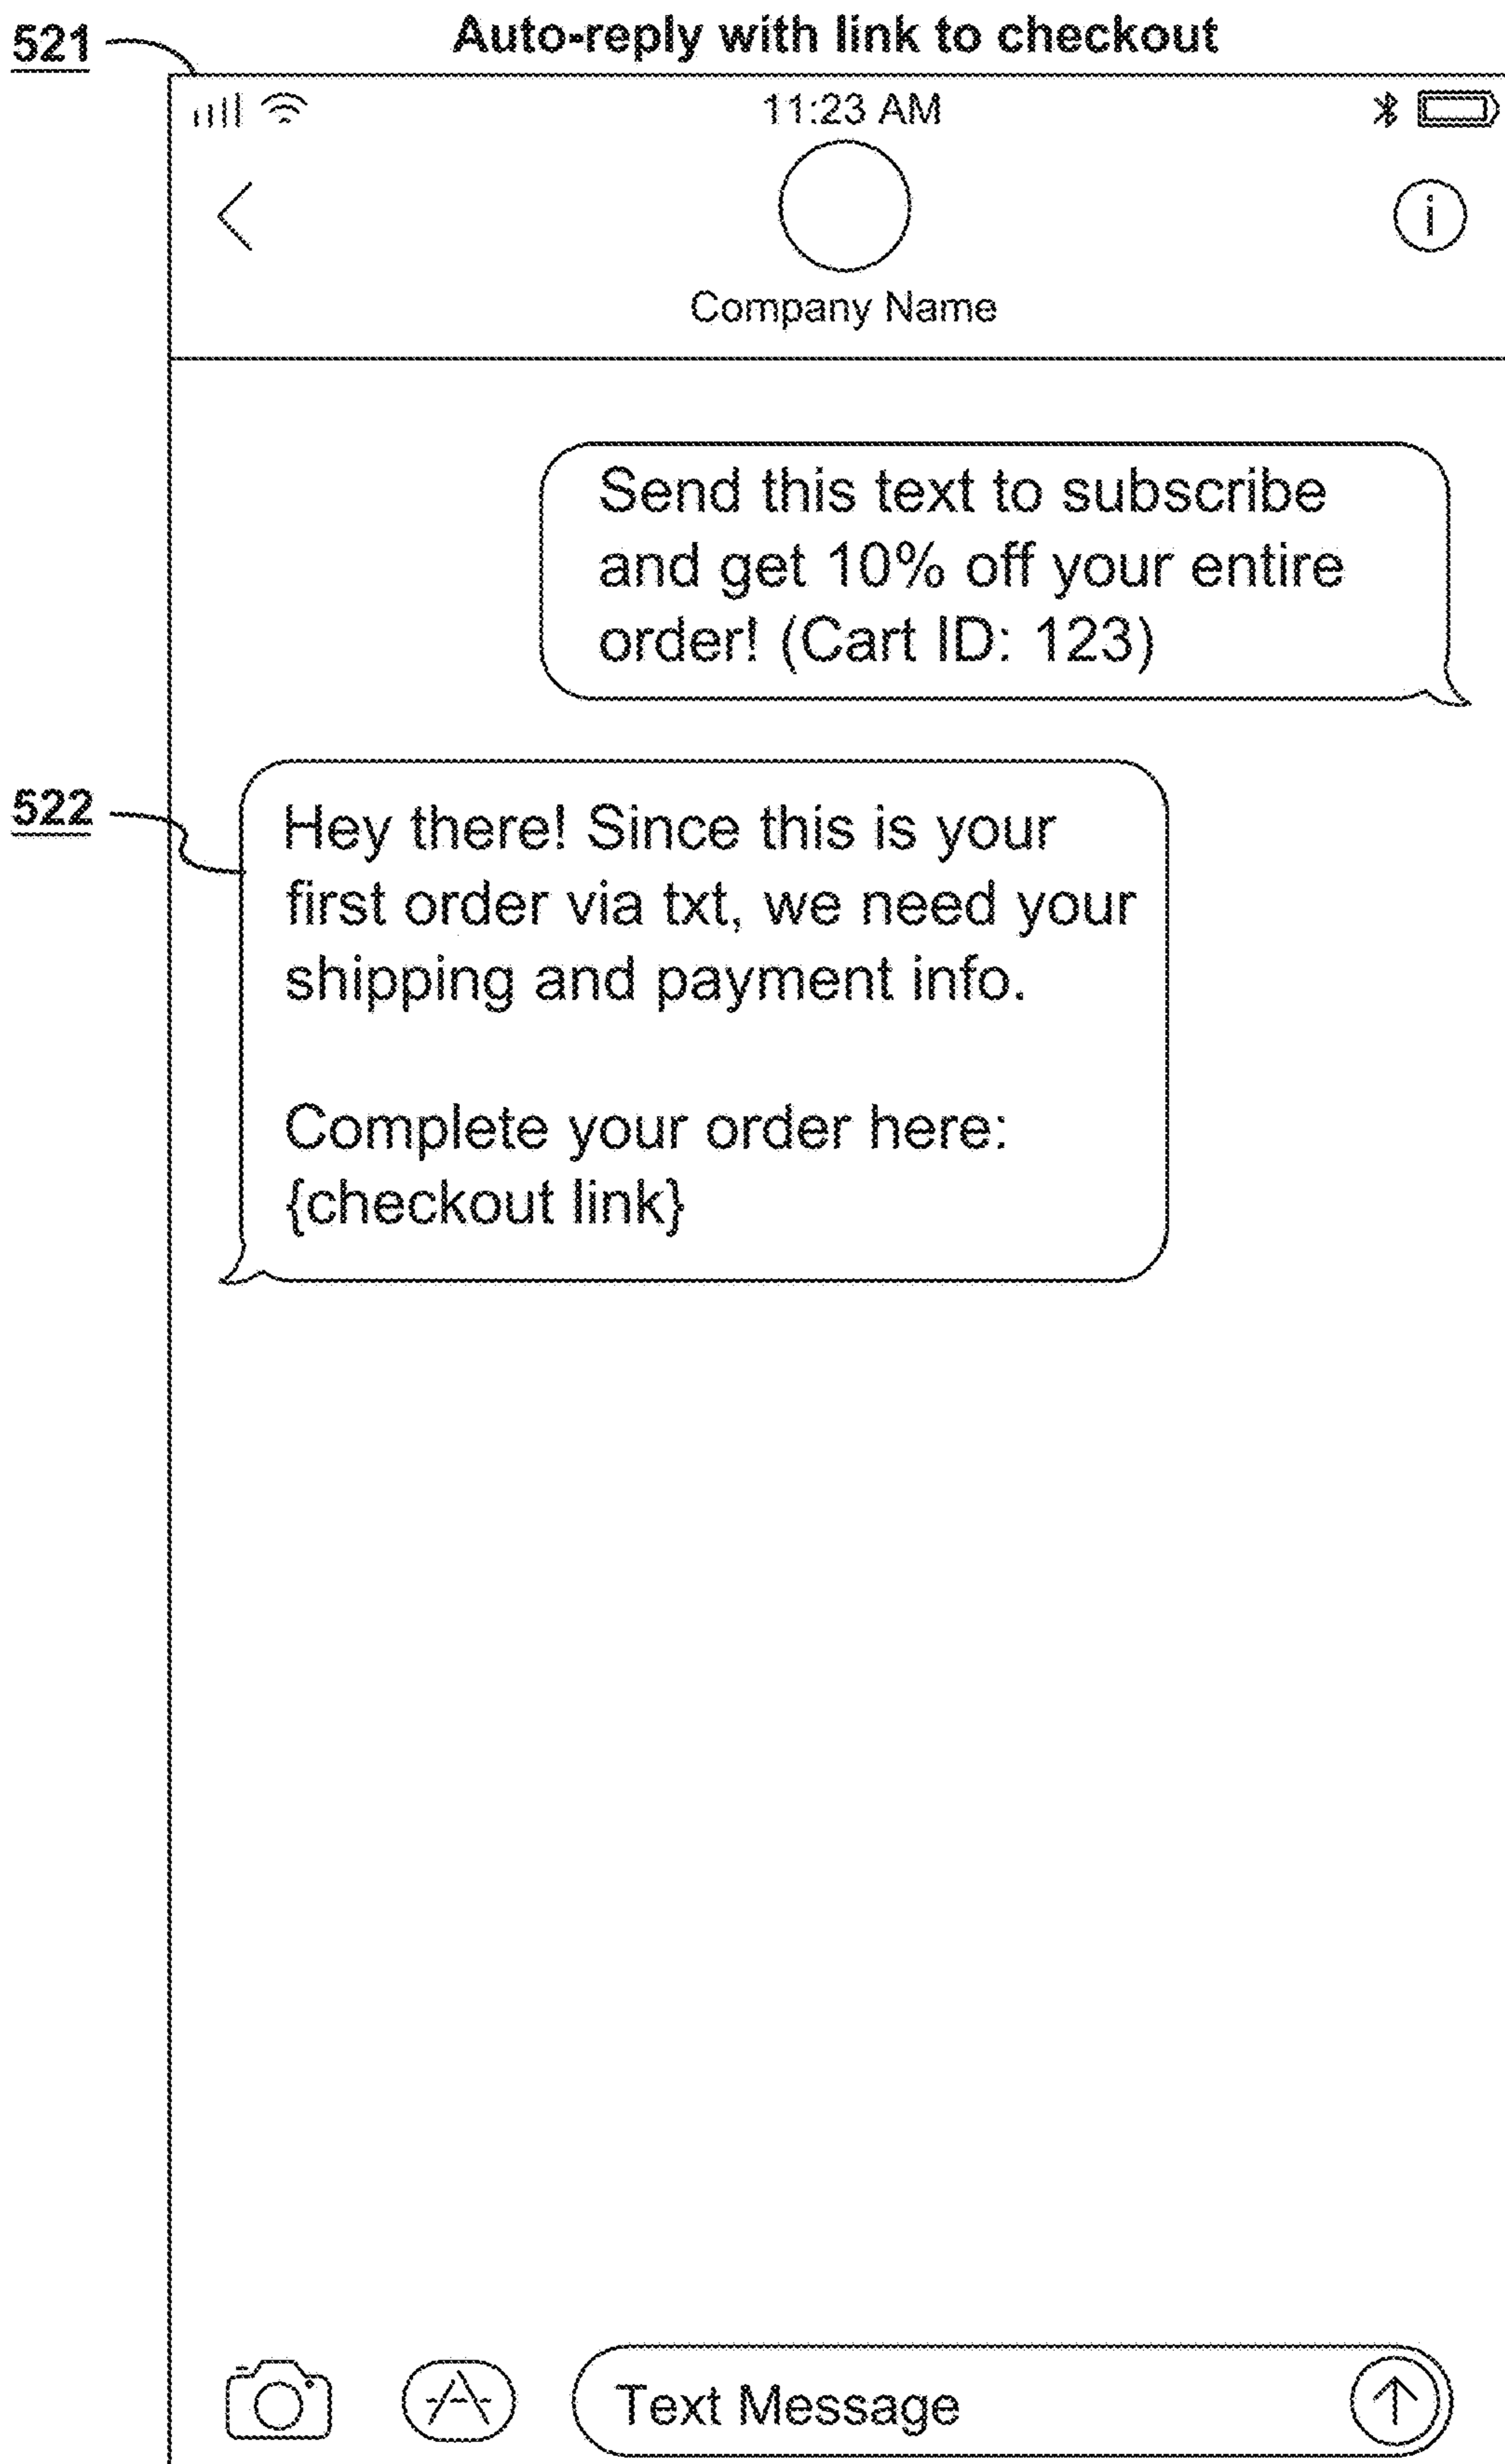 521
Auto-reply with link to checkout
11:23 AM
i
Company Name
Send this text to subscribe
and get 10% off your entire
order! (Cart ID: 123)
522
Hey there! Since this is your
first order via txt, we need your
shipping and payment info.
Complete your order here:
{checkout link}
Text Message